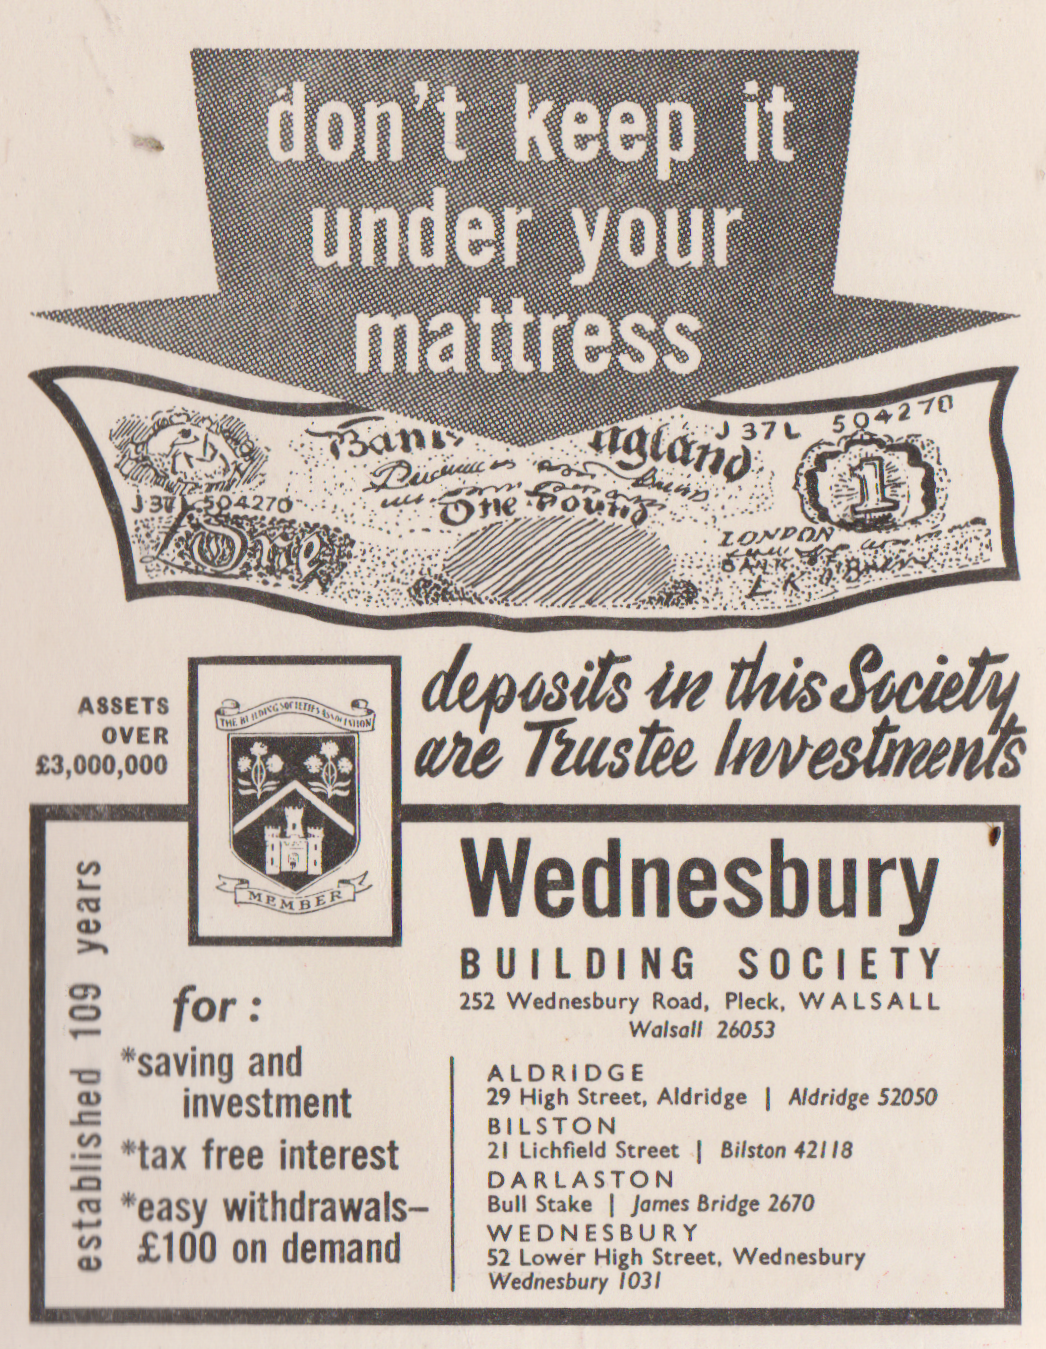 don't keep it
under your
mattress
J 37L 504270
1
J 37L 504270
One Pound
LONDON
deposits in this Society
are Trustee Investments
ASSETS
OVER
£3,000,000
THE BUILDING SOCIETIES ASSOCIATION
MEMBER
established 109 years
for :
*saving and
investment
*tax free interest
*easy withdrawals–
£100 on demand
Wednesbury
BUILDING SOCIETY
252 Wednesbury Road, Pleck, WALSALL
Walsall 26053
ALDRIDGE
29 High Street, Aldridge | Aldridge 52050
BILSTON
21 Lichfield Street | Bilston 42118
DARLASTON
Bull Stake | James Bridge 2670
WEDNESBURY
52 Lower High Street, Wednesbury
Wednesbury 1031